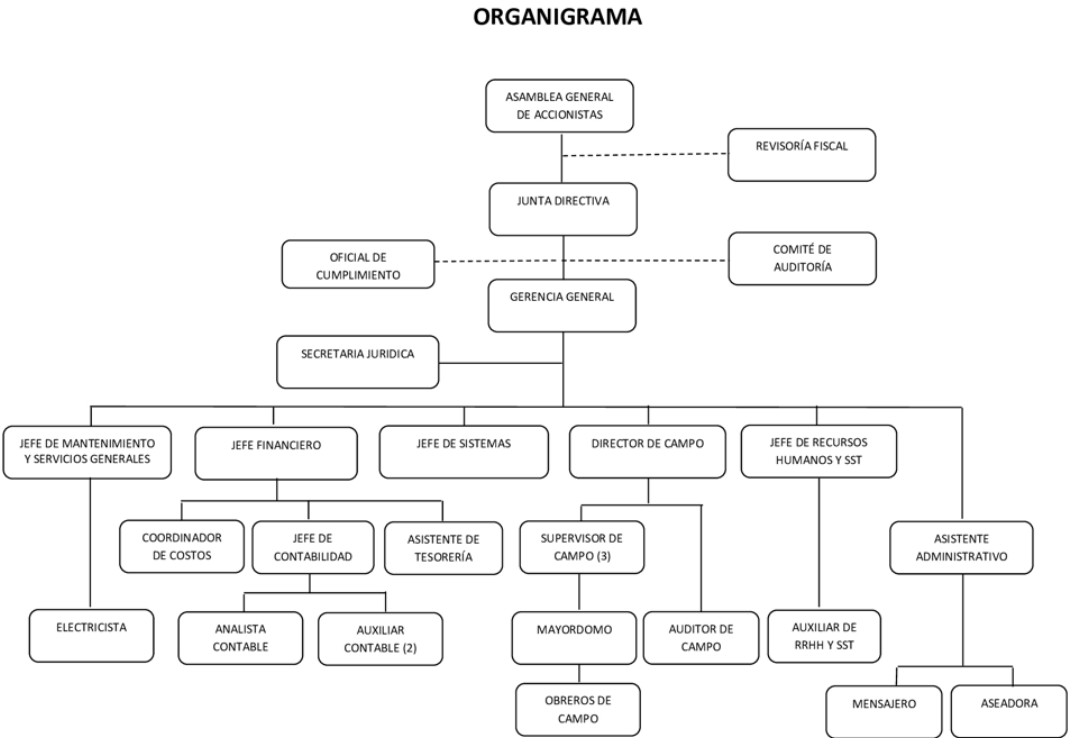 ORGANIGRAMA
ASAMBLEA GENERAL
DE ACCIONISTAS
REVISORÍA FISCAL
JUNTA DIRECTIVA
OFICIAL DE
CUMPLIMIENTO
COMITÉ DE
AUDITORÍA
GERENCIA GENERAL
SECRETARIA JURIDICA
JEFE DE MANTENIMIENTO
Y SERVICIOS GENERALES
JEFE FINANCIERO
JEFE DE SISTEMAS
DIRECTOR DE CAMPO
JEFE DE RECURSOS
HUMANOS Y SST
COORDINADOR
DE COSTOS
JEFE DE
CONTABILIDAD
ASISTENTE DE
TESORERÍA
SUPERVISOR DE
CAMPO (3)
ASISTENTE
ADMINISTRATIVO
ELECTRICISTA
ANALISTA
CONTABLE
AUXILIAR
CONTABLE (2)
MAYORDOMO
AUDITOR DE
CAMPO
AUXILIAR DE
RRHH Y SST
OBREROS DE
CAMPO
MENSAJERO
ASEADORA